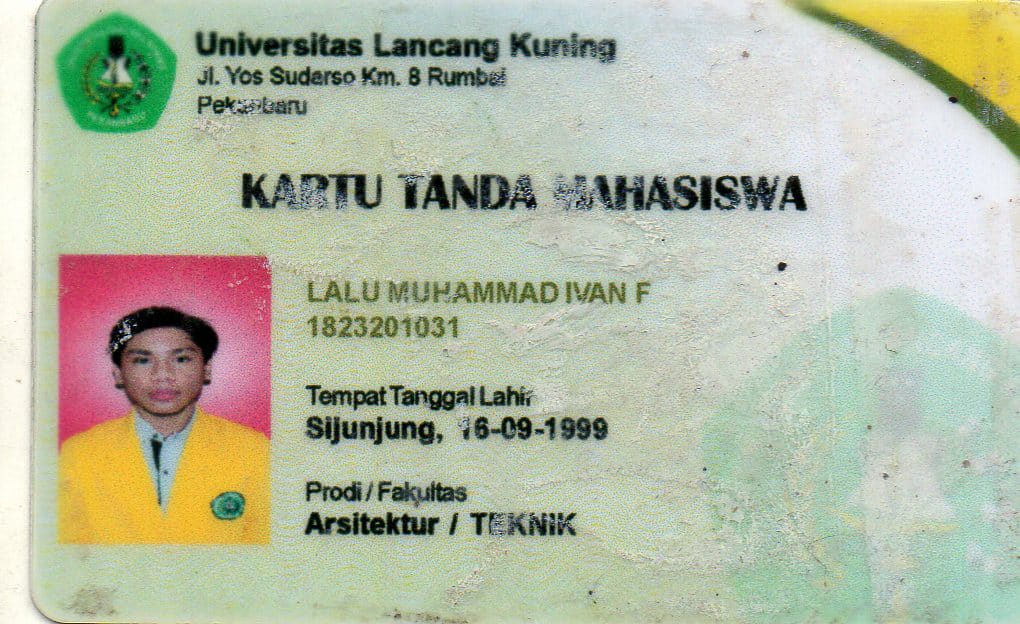 Universitas Lancang Kuning
Jl. Yos Sudarso Km. 8 Rumbai
Pekanbaru
KARTU TANDA MAHASISWA
LALU MUHAMMAD IVAN F
1823201031
Tempat Tanggal Lahir
Sijunjung, 16-09-1999
Prodi / Fakultas
Arsitektur / TEKNIK